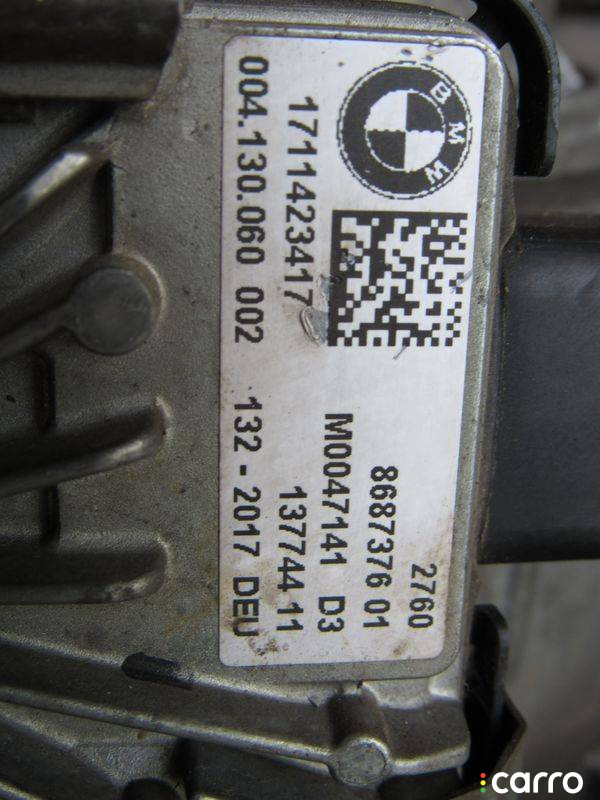 BMW
2760
8687376 01
M0047141 D3
1711423417 137744 11
004.130.060 002 132 - 2017 DEU
carro